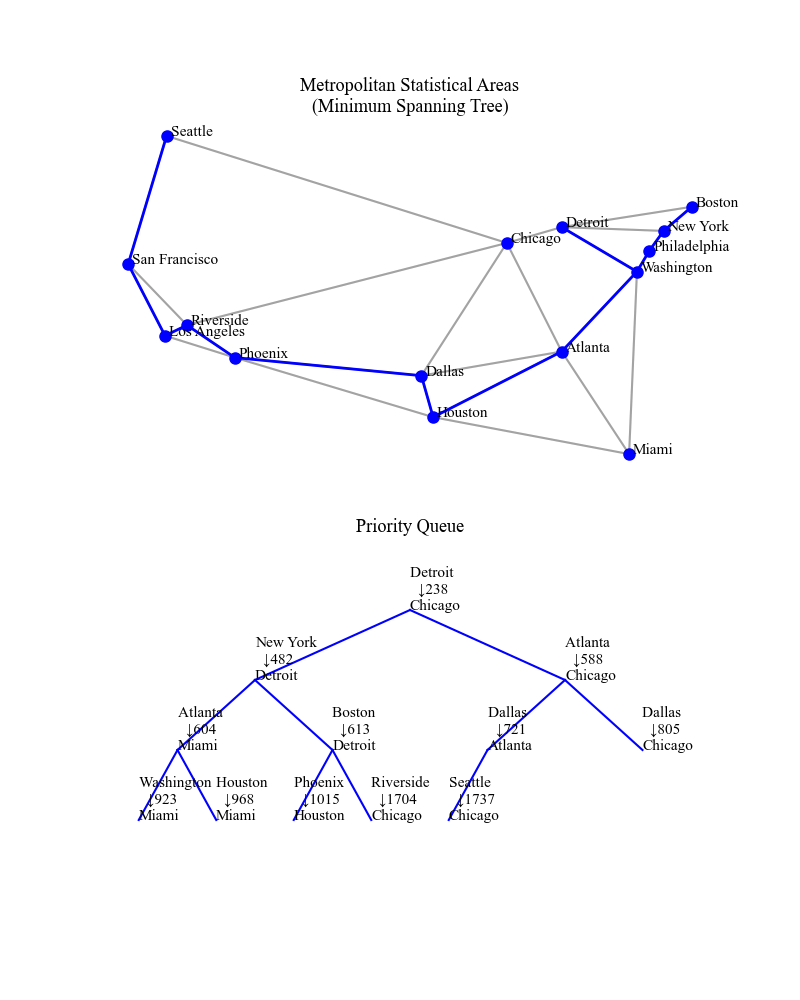 Metropolitan Statistical Areas
(Minimum Spanning Tree)
Seattle
Boston
Detroit
New York
Chicago
Philadelphia
San Francisco
Washington
Riverside
Los Angeles
Atlanta
Phoenix
Dallas
Houston
Miami
Priority Queue
Detroit
↓238
Chicago
New York
↓482
Detroit
Atlanta
↓588
Chicago
Atlanta
↓604
Miami
Boston
↓613
Detroit
Dallas
↓721
Atlanta
Dallas
↓805
Chicago
Washington
↓923
Miami
Houston
↓968
Miami
Phoenix
↓1015
Houston
Riverside
↓1704
Chicago
Seattle
↓1737
Chicago